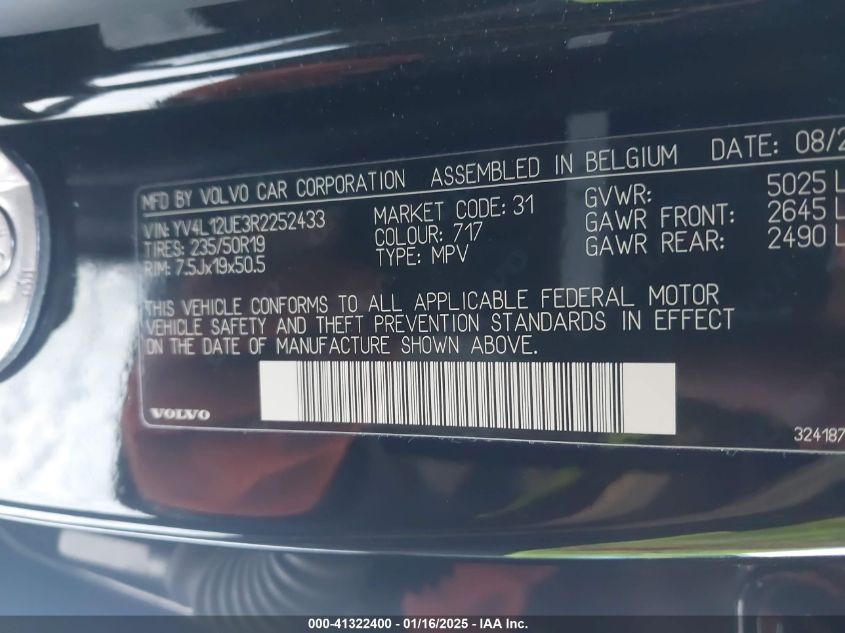 MFD BY VOLVO CAR CORPORATION ASSEMBLED IN BELGIUM DATE: 08/2
VIN: YV4L12UE3R2252433 MARKET CODE: 31 GVWR: 5025 L
TIRES: 235/50R19 COLOUR: 717 GAWR FRONT: 2645 L
RIM: 7.5Jx19x50.5 TYPE: MPV GAWR REAR: 2490 L
THIS VEHICLE CONFORMS TO ALL APPLICABLE FEDERAL MOTOR
VEHICLE SAFETY AND THEFT PREVENTION STANDARDS IN EFFECT
ON THE DATE OF MANUFACTURE SHOWN ABOVE.
VOLVO
324187
000-41322400 - 01/16/2025 - IAA Inc.